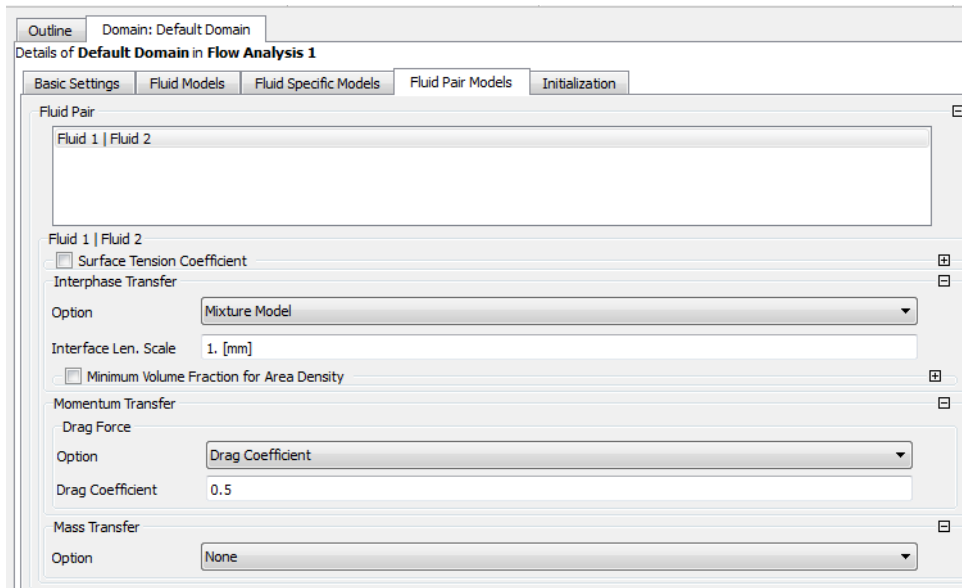 Outline Domain: Default Domain
Details of Default Domain in Flow Analysis 1
Basic Settings Fluid Models Fluid Specific Models Fluid Pair Models Initialization
Fluid Pair
Fluid 1 | Fluid 2
Fluid 1 | Fluid 2
Surface Tension Coefficient
Interphase Transfer
Option Mixture Model
Interface Len. Scale 1. [mm]
Minimum Volume Fraction for Area Density
Momentum Transfer
Drag Force
Option Drag Coefficient
Drag Coefficient 0.5
Mass Transfer
Option None